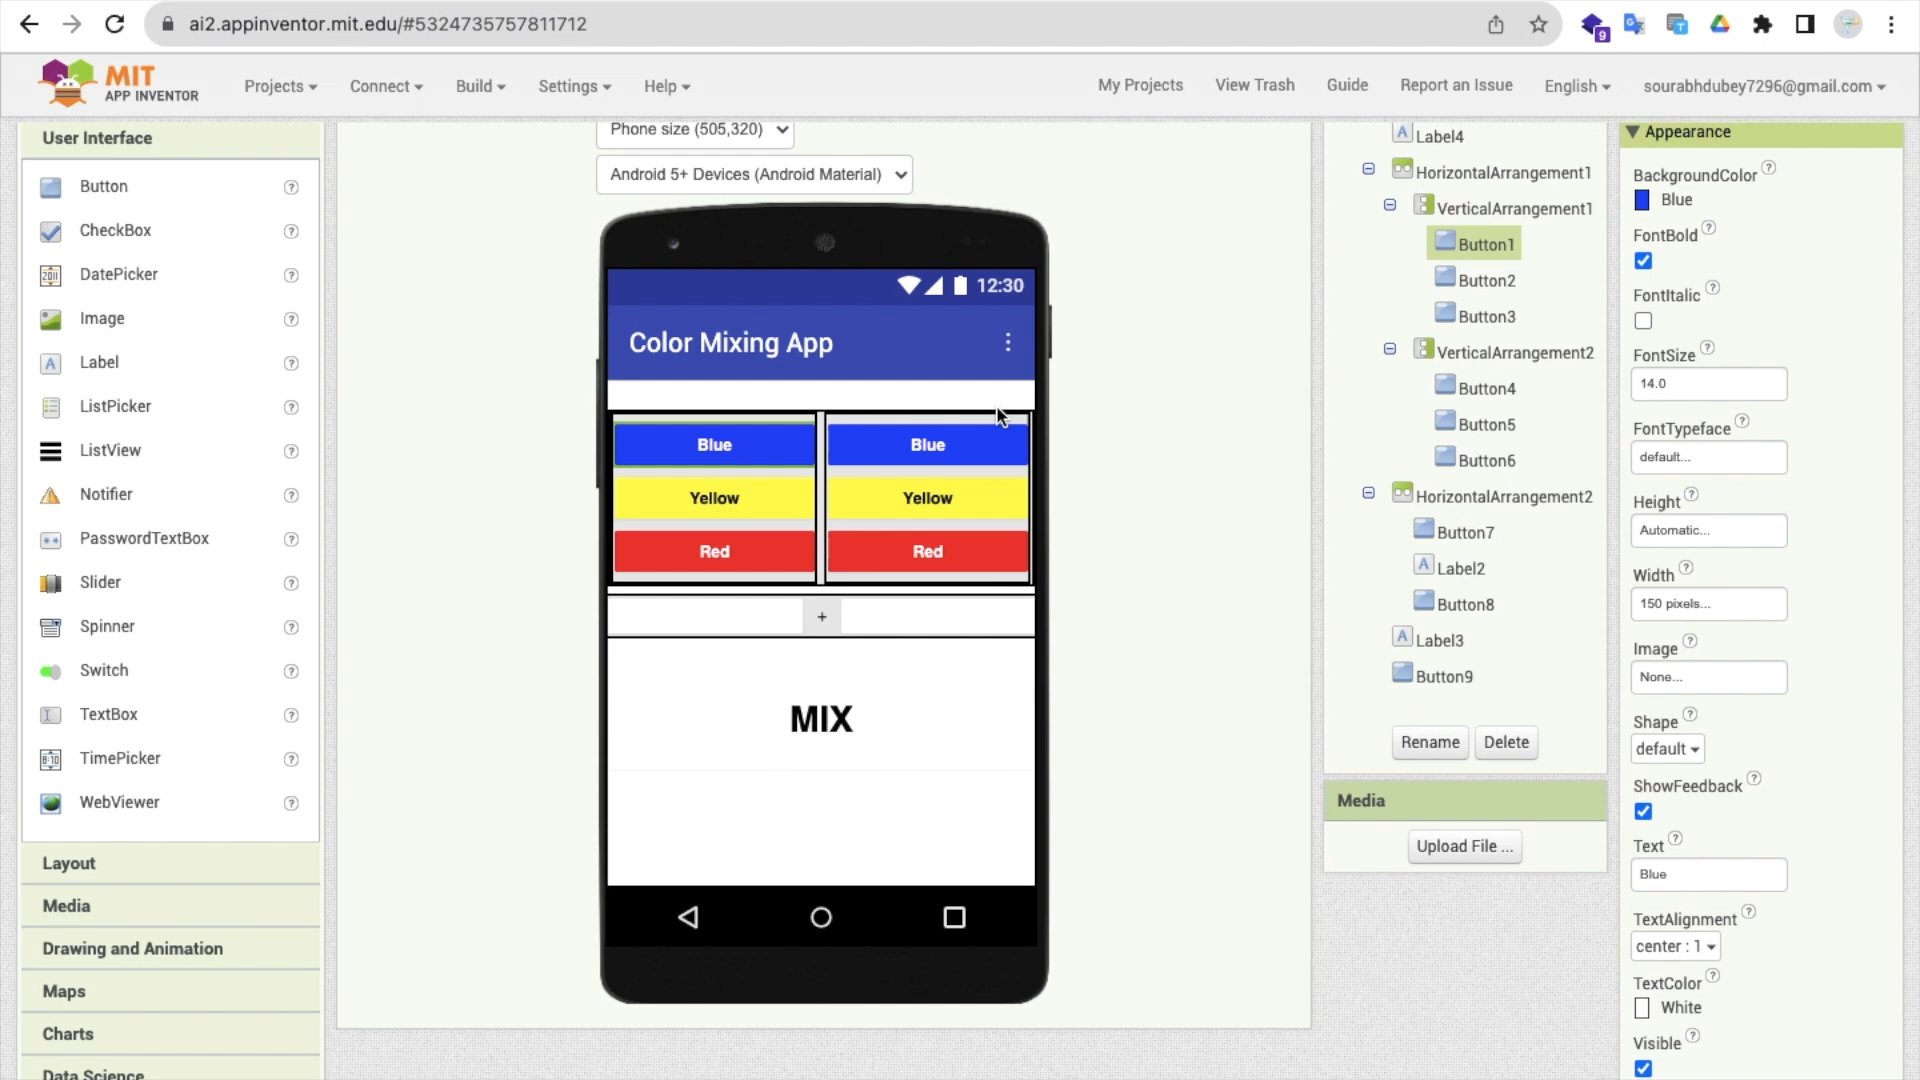 ai2.appinventor.mit.edu/#5324735757811712
9
MIT
APP INVENTOR
Projects
Connect
Build
Settings
Help
My Projects
View Trash
Guide
Report an Issue
English
sourabhdubey7296@gmail.com
User Interface
Button
?
CheckBox
?
DatePicker
?
Image
?
Label
?
ListPicker
?
ListView
?
Notifier
?
PasswordTextBox
?
Slider
?
Spinner
?
Switch
?
TextBox
?
TimePicker
?
WebViewer
?
Layout
Media
Drawing and Animation
Maps
Charts
Data Science
Phone size (505,320)
Android 5+ Devices (Android Material)
12:30
Color Mixing App
Blue
Blue
Yellow
Yellow
Red
Red
+
MIX
Label4
HorizontalArrangement1
VerticalArrangement1
Button1
Button2
Button3
VerticalArrangement2
Button4
Button5
Button6
HorizontalArrangement2
Button7
Label2
Button8
Label3
Button9
Rename
Delete
Media
Upload File ...
Appearance
BackgroundColor ?
Blue
FontBold ?
FontItalic ?
FontSize ?
14.0
FontTypeface ?
default...
Height ?
Automatic...
Width ?
150 pixels...
Image ?
None...
Shape ?
default
ShowFeedback ?
Text ?
Blue
TextAlignment ?
center : 1
TextColor ?
White
Visible ?